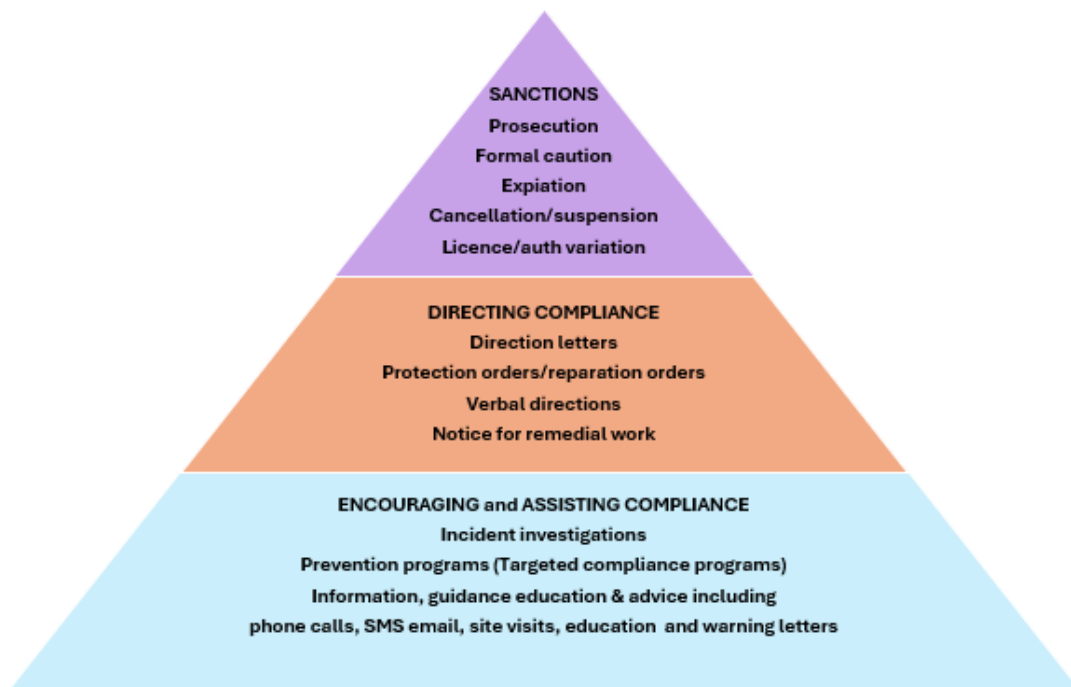 SANCTIONS
Prosecution
Formal caution
Expiation
Cancellation/suspension
Licence/auth variation
DIRECTING COMPLIANCE
Direction letters
Protection orders/reparation orders
Verbal directions
Notice for remedial work
ENCOURAGING and ASSISTING COMPLIANCE
Incident investigations
Prevention programs (Targeted compliance programs)
Information, guidance education & advice including
phone calls, SMS email, site visits, education and warning letters